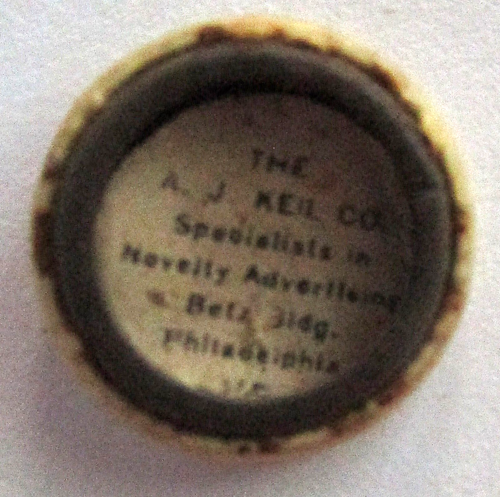 THE
A. J. KEIL CO.
Specialists in
Novelty Advertising
Betz Bldg.
Philadelphia